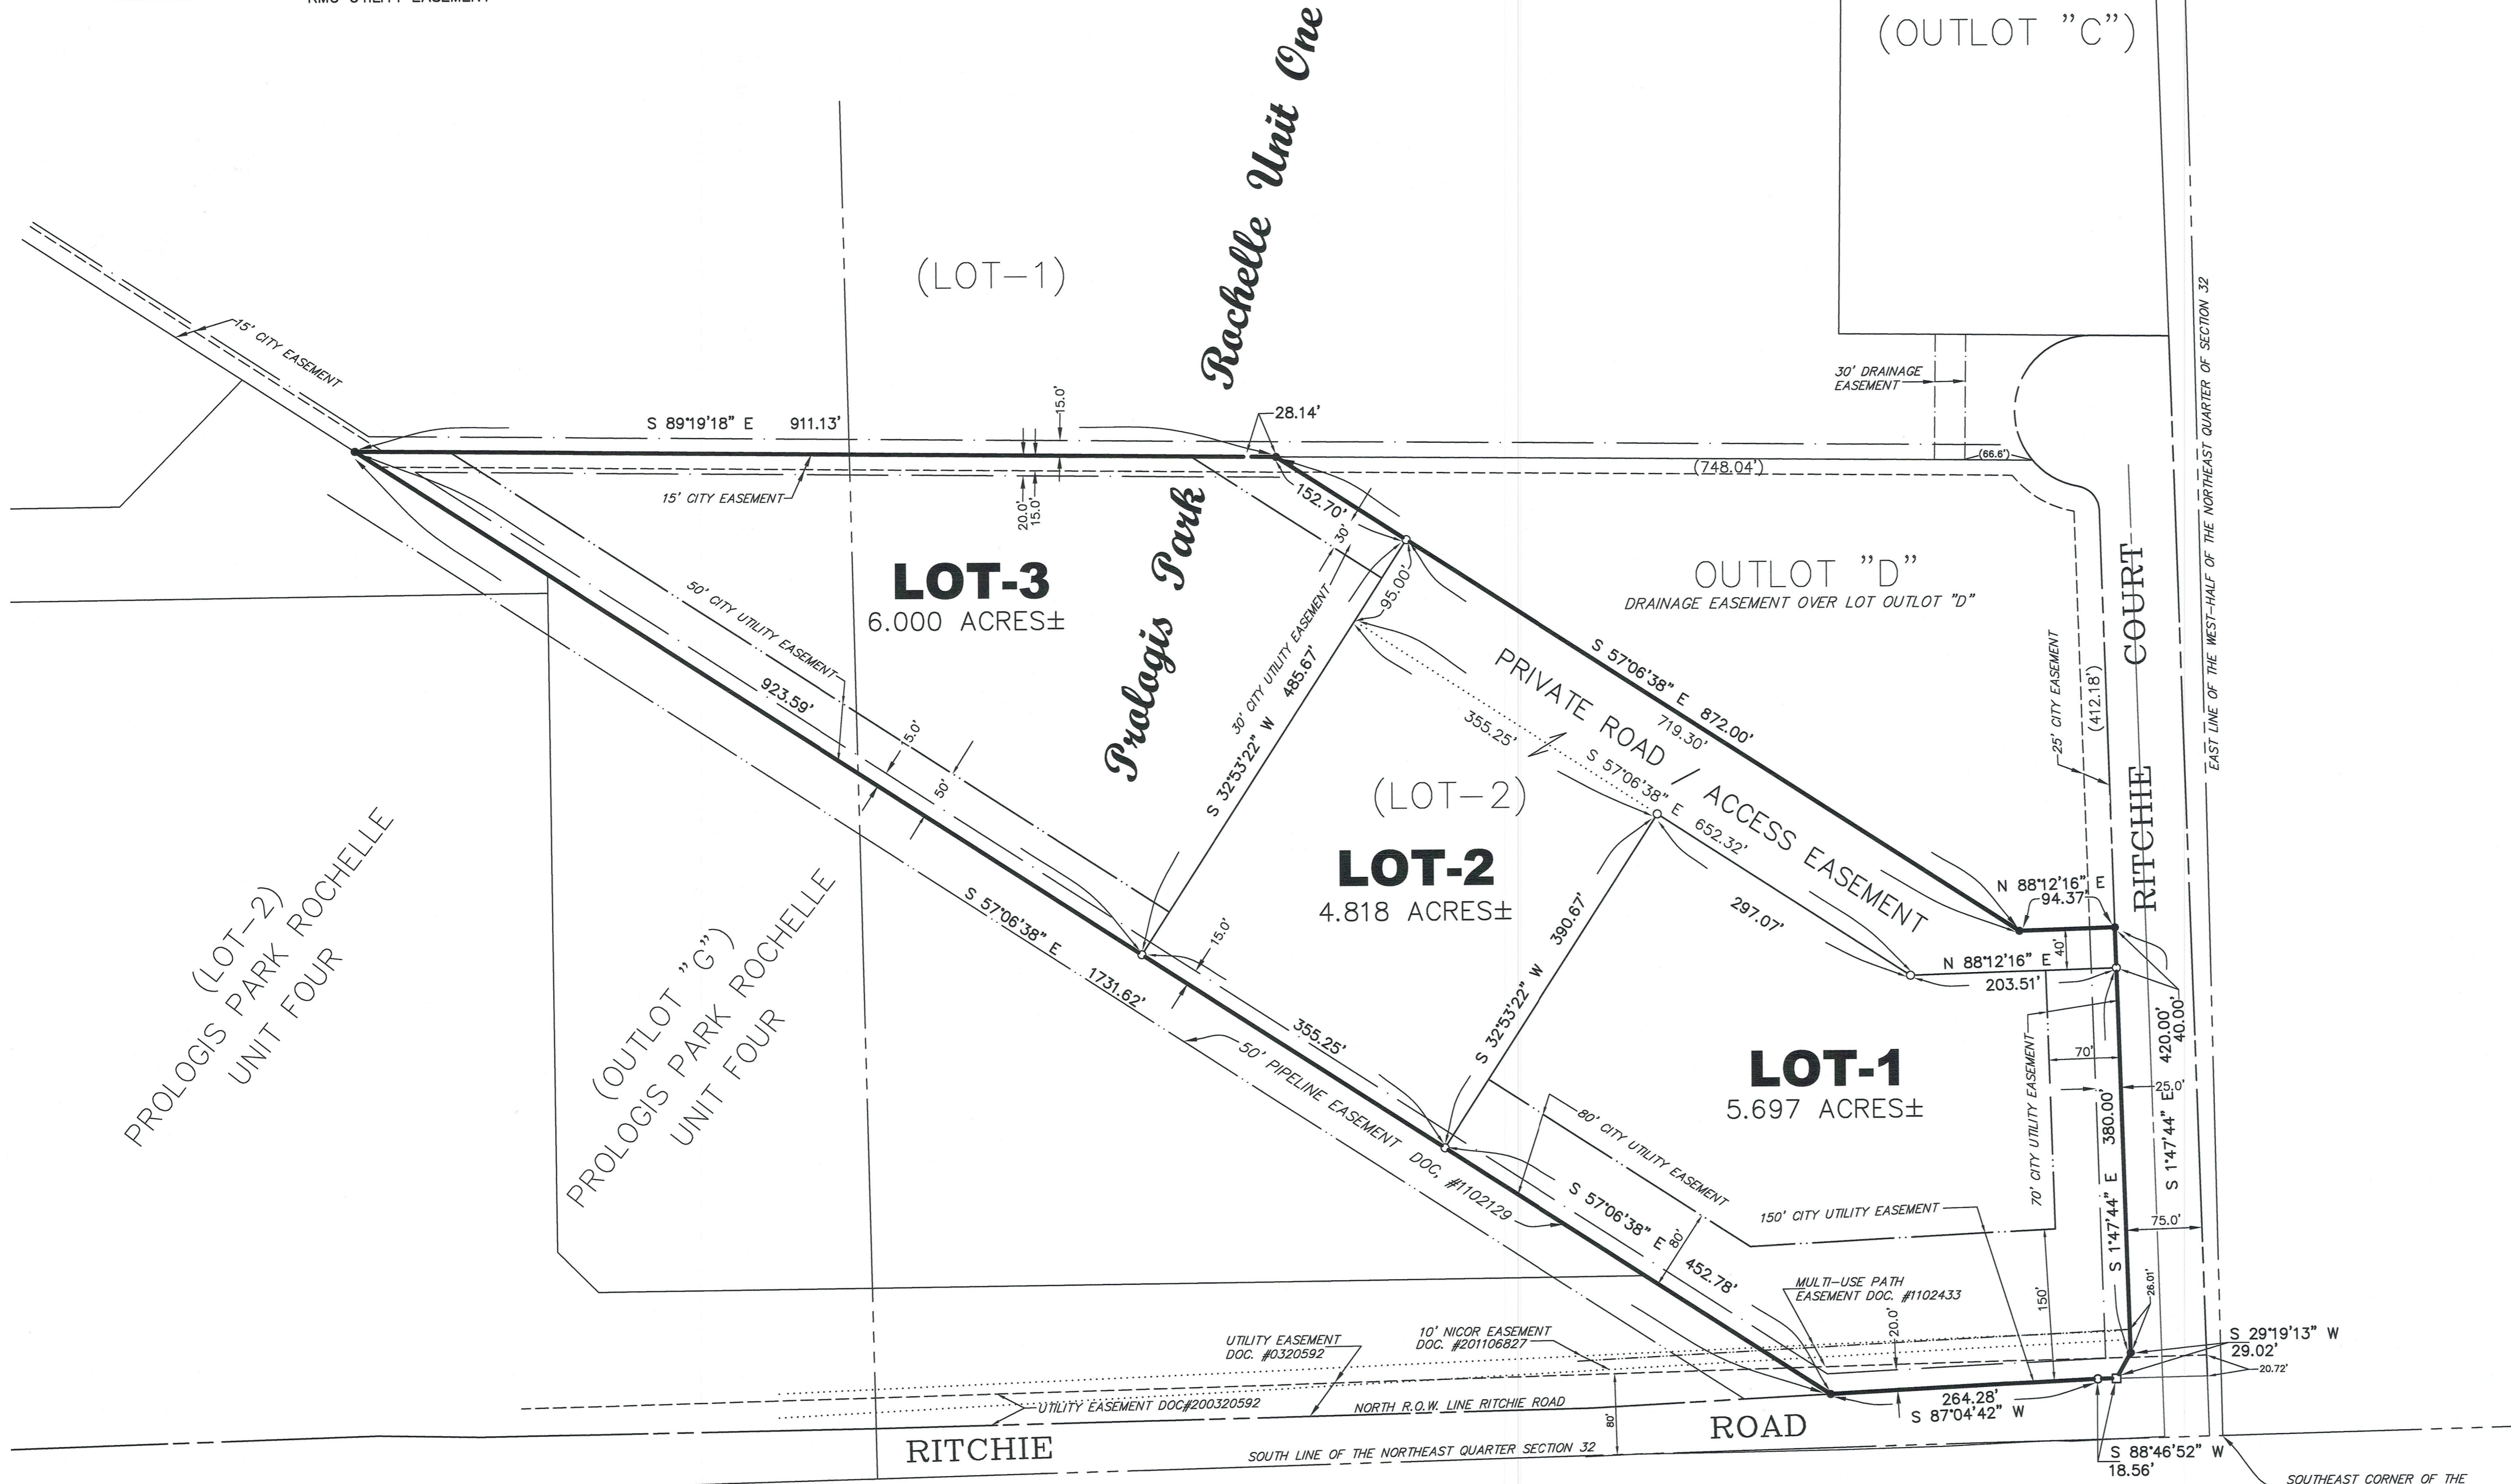 RMU UTILITY EASEMENT
(OUTLOT "C")
Rochelle Unit One
Prologis Park
(LOT-1)
15' CITY EASEMENT
S 89°19'18" E 911.13'
15.0'
28.14'
30' DRAINAGE
EASEMENT
(66.6')
(748.04')
15' CITY EASEMENT
20.0'
15.0'
152.70'
30'
95.00'
LOT-3
6.000 ACRES±
OUTLOT "D"
DRAINAGE EASEMENT OVER LOT OUTLOT "D"
50' CITY UTILITY EASEMENT
923.59'
15.0'
50'
30' CITY UTILITY EASEMENT
S 32°53'22" W 485.67'
S 57°06'38" E 872.00'
719.30'
PRIVATE ROAD / ACCESS EASEMENT
355.25'
S 57°06'38" E 652.32'
297.07'
25' CITY EASEMENT
(412.18')
RITCHIE COURT
EAST LINE OF THE WEST-HALF OF THE NORTHEAST QUARTER OF SECTION 32
(LOT-2)
LOT-2
4.818 ACRES±
N 88°12'16" E
94.37'
40'
N 88°12'16" E
203.51'
(LOT-2)
PROLOGIS PARK ROCHELLE
UNIT FOUR
(OUTLOT "G")
PROLOGIS PARK ROCHELLE
UNIT FOUR
S 57°06'38" E 1731.62'
15.0'
355.25'
50' PIPELINE EASEMENT DOC, #1102129
S 32°53'22" W 390.67'
LOT-1
5.697 ACRES±
70' CITY UTILITY EASEMENT
70'
25.0'
S 1°47'44" E 380.00'
S 1°47'44" E 420.00'
40.00'
75.0'
26.01'
80' CITY UTILITY EASEMENT
80'
S 57°06'38" E 452.78'
150' CITY UTILITY EASEMENT
150'
MULTI-USE PATH
EASEMENT DOC. #1102433
20.0'
UTILITY EASEMENT
DOC. #0320592
10' NICOR EASEMENT
DOC. #201106827
S 29°19'13" W
29.02'
20.72'
UTILITY EASEMENT DOC#200320592
NORTH R.O.W. LINE RITCHIE ROAD
80'
264.28'
S 87°04'42" W
RITCHIE ROAD
SOUTH LINE OF THE NORTHEAST QUARTER SECTION 32
S 88°46'52" W
18.56'
SOUTHEAST CORNER OF THE